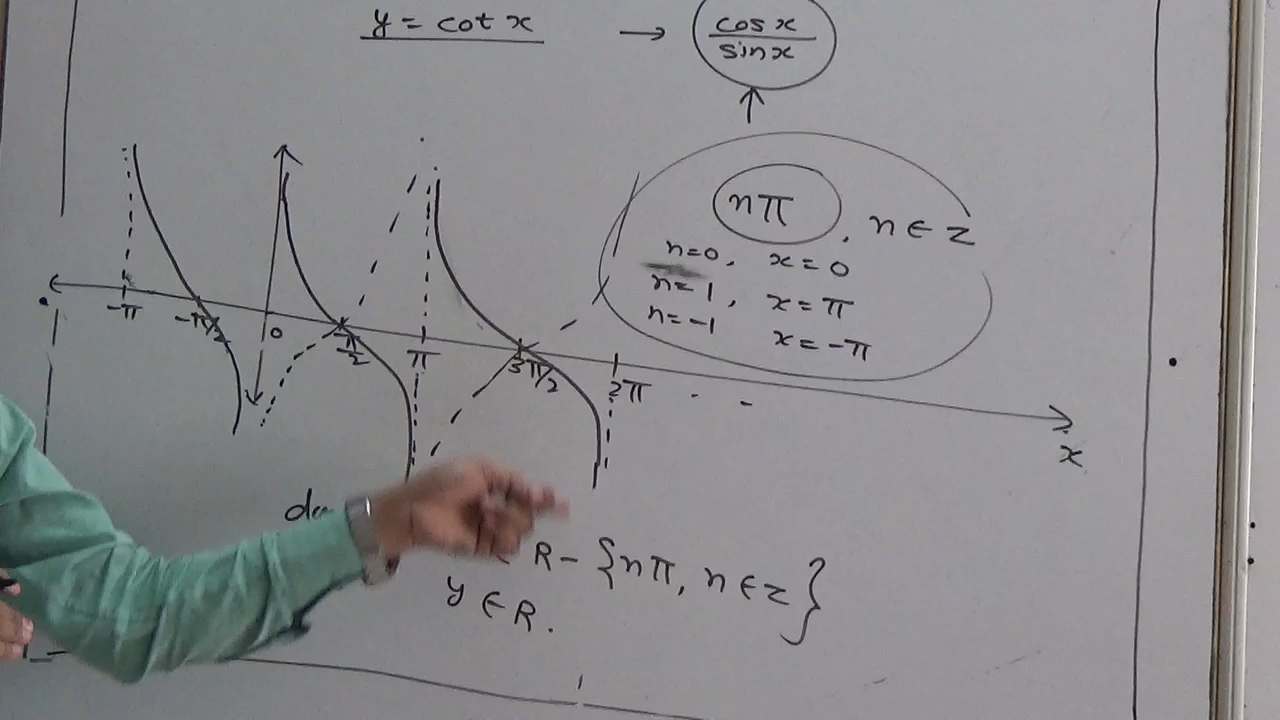 y = cot x → cos x / sin x
nπ, n ∈ z
n=0, x = 0
n=1, x = π
n=-1 x = -π
-π -π/2 0 π/2 π 3π/2 2π
x
R - {nπ, n ∈ z}
y ∈ R.